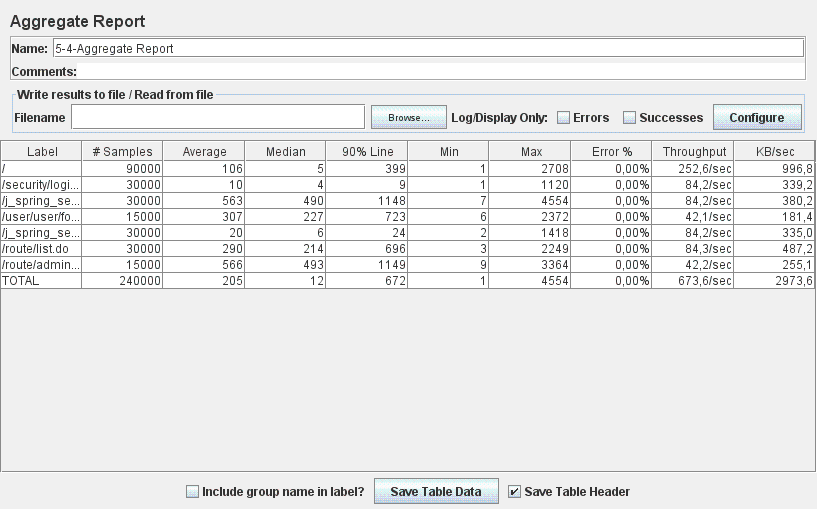 Aggregate Report
Name: 5-4-Aggregate Report
Comments:
Write results to file / Read from file
Filename Browse... Log/Display Only: Errors Successes Configure
Label # Samples Average Median 90% Line Min Max Error % Throughput KB/sec
/ 90000 106 5 399 1 2708 0,00% 252,6/sec 996,8
/security/logi... 30000 10 4 9 1 1120 0,00% 84,2/sec 339,2
/j_spring_se... 30000 563 490 1148 7 4554 0,00% 84,2/sec 380,2
/user/user/fo... 15000 307 227 723 6 2372 0,00% 42,1/sec 181,4
/j_spring_se... 30000 20 6 24 2 1418 0,00% 84,2/sec 335,0
/route/list.do 30000 290 214 696 3 2249 0,00% 84,3/sec 487,2
/route/admin... 15000 566 493 1149 9 3364 0,00% 42,2/sec 255,1
TOTAL 240000 205 12 672 1 4554 0,00% 673,6/sec 2973,6
Include group name in label? Save Table Data Save Table Header